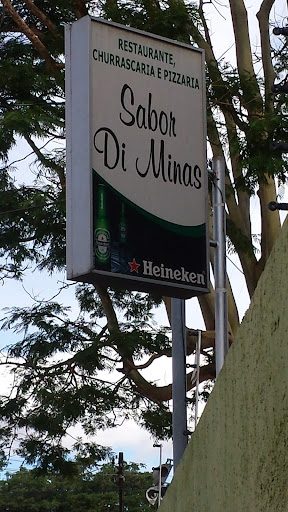 RESTAURANTE,
CHURRASCARIA E PIZZARIA
Sabor
Di Minas
Heineken